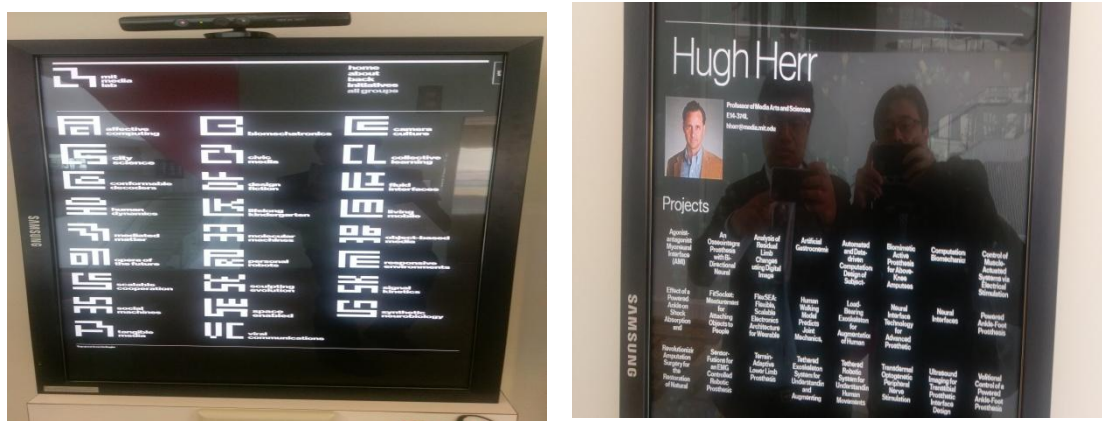 mit
media
lab
home
about
back
initiatives
all groups
affective
computing
biomechatronics
camera
culture
city
science
civic
media
collective
learning
conformable
decoders
design
fiction
fluid
interfaces
human
dynamics
lifelong
kindergarten
living
mobile
mediated
matter
molecular
machines
object-based
media
opera of
the future
personal
robots
responsive
environments
scalable
cooperation
sculpting
evolution
signal
kinetics
social
machines
space
enabled
synthetic
neurobiology
tangible
media
viral
communications
SAMSUNG
Hugh Herr
Professor of Media Arts and Sciences
E14-374L
hherr@media.mit.edu
Projects
Agonist-
antagonist
Myoneural
Interface
(AMI)
An
Osteointegra
Prosthesis
with Bi-
Directional
Neural
Analysis of
Residual
Limb
Changes
using Digital
Image
Artificial
Gastrocnemi
Automated
and Data-
driven
Computation
Design of
Subject-
Biomimetic
Active
Prosthesis
for Above-
Knee
Amputees
Computation
Biomechanic
Control of
Muscle-
Actuated
Systems via
Electrical
Stimulation
Effect of a
Powered
Ankle on
Shock
Absorption
and
FitSocket:
Measurement
for
Attaching
Objects to
People
FlexSEA:
Flexible,
Scalable
Electronics
Architecture
for Wearable
Human
Walking
Model
Predicts
Joint
Mechanics,
Load-
Bearing
Exoskeleton
for
Augmentation
of Human
Neural
Interface
Technology
for
Advanced
Prosthetic
Neural
Interfaces
Powered
Ankle-Foot
Prosthesis
Revolutionizi
Amputation
Surgery for
the
Restoration
of Natural
Sensor-
Fusions for
an EMG
Controlled
Robotic
Prosthesis
Terrain-
Adaptive
Lower Limb
Prosthesis
Tethered
Exoskeleton
System for
Understandin
and
Augmenting
Tethered
Robotic
System for
Understandin
Human
Movements
Transdermal
Optogenetic
Peripheral
Nerve
Stimulation
Ultrasound
Imaging for
Transtibial
Prosthetic
Interface
Design
Volitional
Control of a
Powered
Ankle-Foot
Prosthesis
SAMSUNG